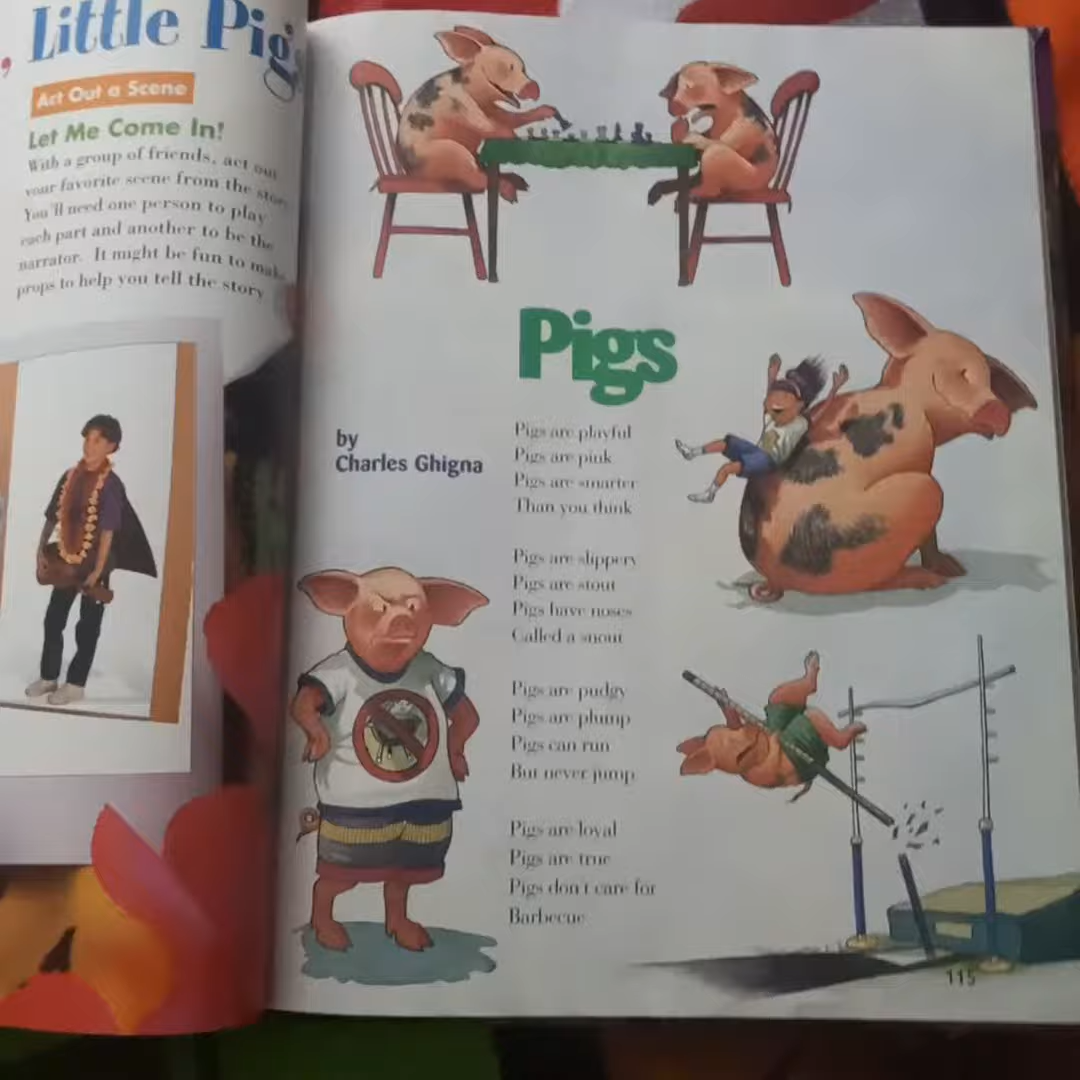 Little Pigs
Act Out a Scene
Let Me Come In!
With a group of friends, act out
your favorite scene from the story.
You'll need one person to play
each part and another to be the
narrator. It might be fun to make
props to help you tell the story
Pigs
by
Charles Ghigna
Pigs are playful
Pigs are pink
Pigs are smarter
Than you think
Pigs are slippery
Pigs are stout
Pigs have noses
Called a snout
Pigs are pudgy
Pigs are plump
Pigs can run
But never jump
Pigs are loyal
Pigs are true
Pigs don't care for
Barbecue
115